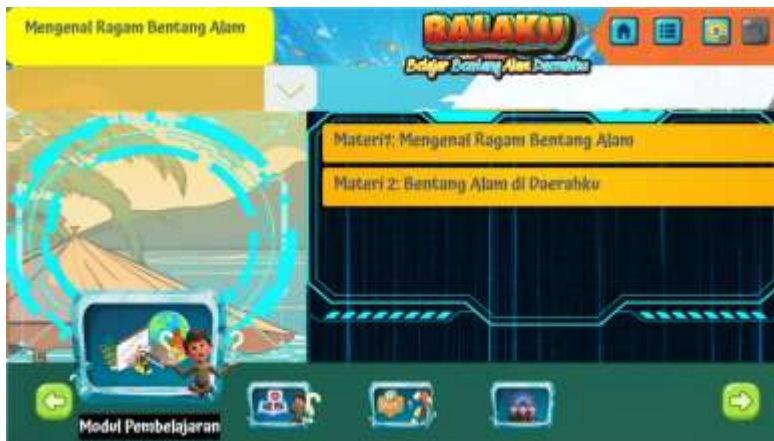 Mengenal Ragam Bentang Alam
BALAKU
Belajar Bentang Alam Daerahku
Materi1: Mengenal Ragam Bentang Alam
Materi 2: Bentang Alam di Daerahku
Modul Pembelajaran